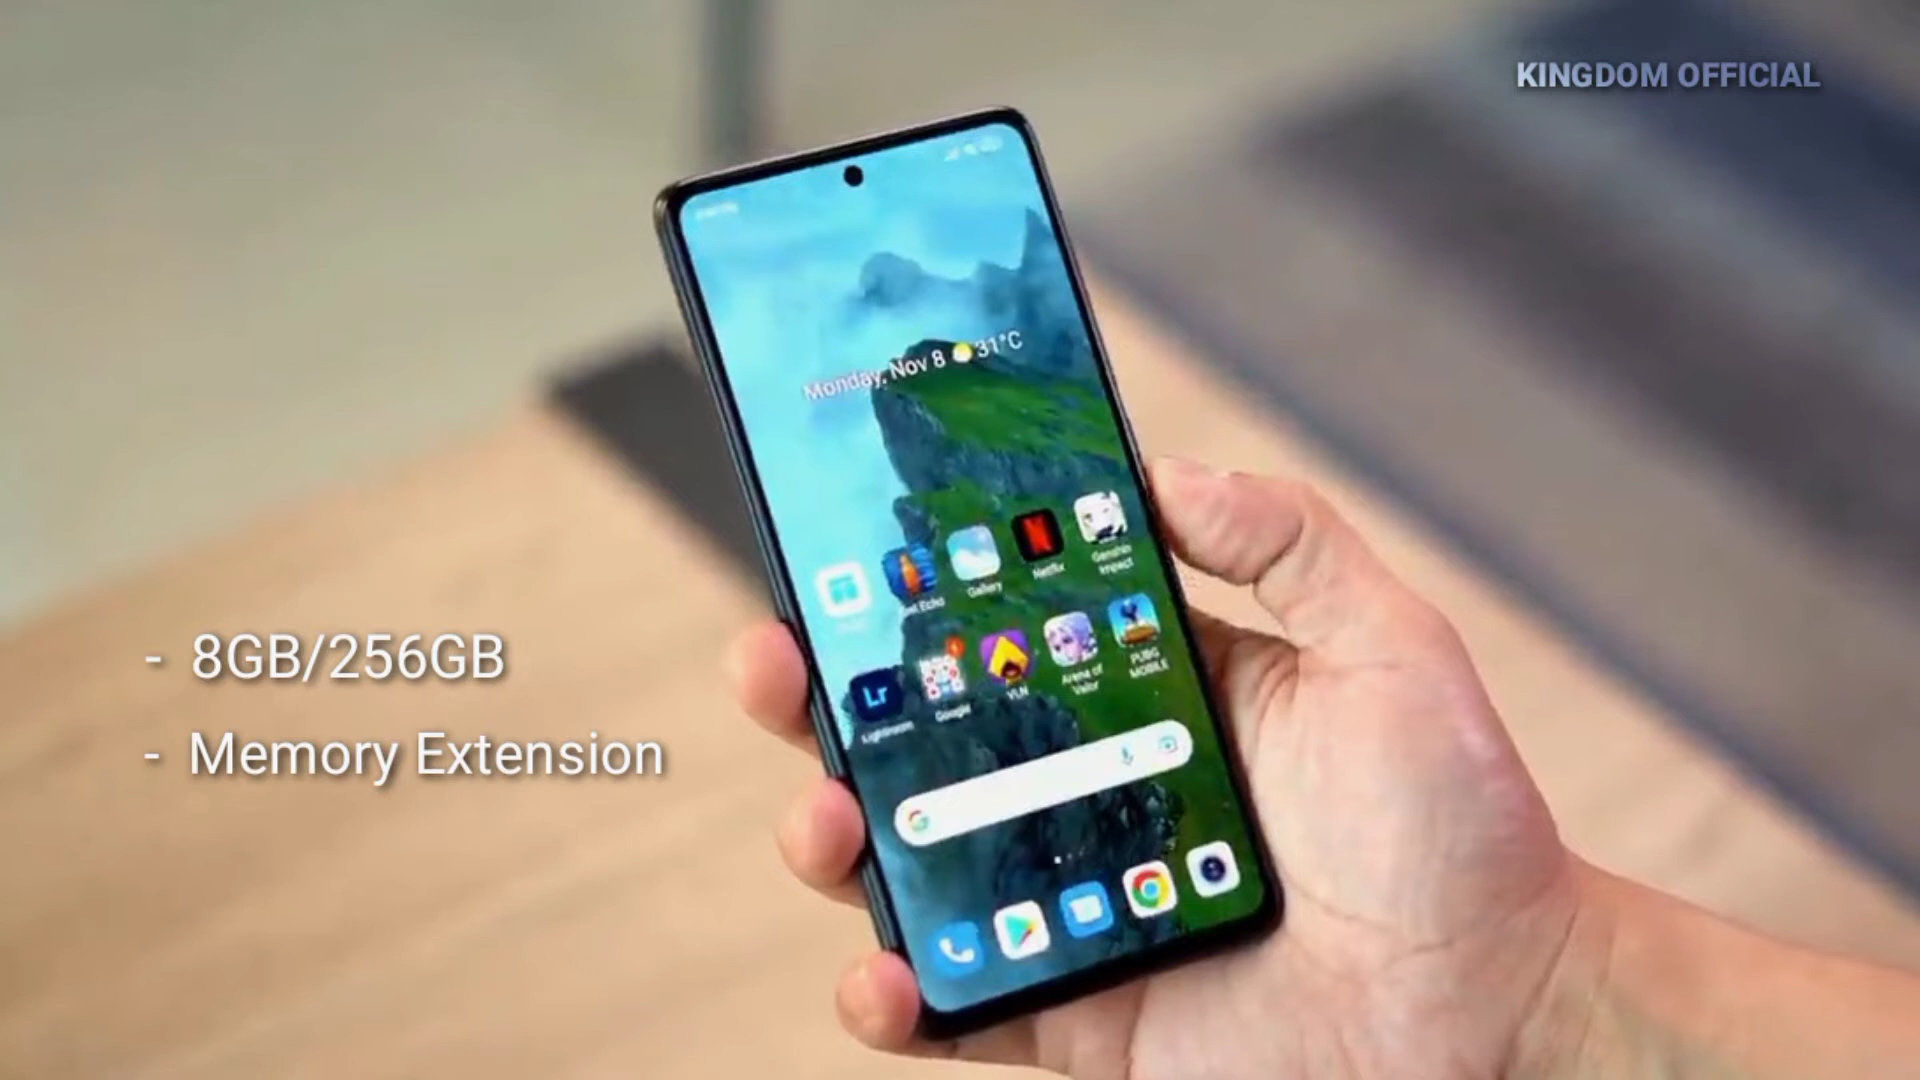 KINGDOM OFFICIAL
Monday, Nov 8 31°C
Gallery
Netflix
Genshin
Impact
Lightroom
Lr
Google
VLN
Arena of
Valor
PUBG
MOBILE
- 8GB/256GB
- Memory Extension